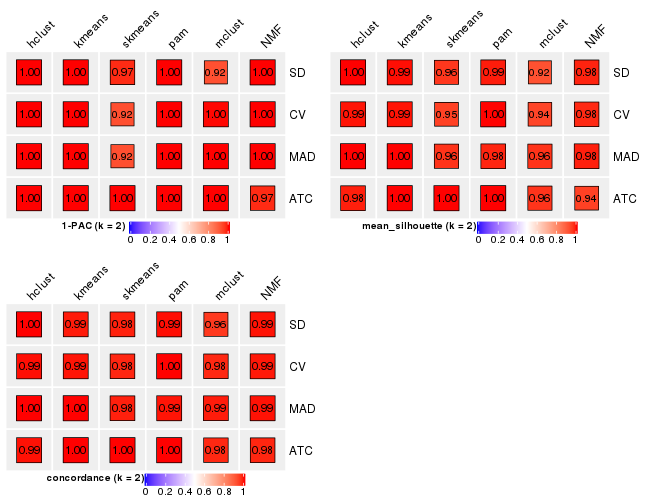 hclust kmeans skmeans pam mclust NMF
1.00 1.00 0.97 1.00 0.92 1.00 SD
1.00 1.00 0.92 1.00 1.00 1.00 CV
1.00 1.00 0.92 1.00 1.00 1.00 MAD
1.00 1.00 1.00 1.00 1.00 0.97 ATC
1-PAC (k = 2)
0 0.2 0.4 0.6 0.8 1
hclust kmeans skmeans pam mclust NMF
1.00 0.99 0.96 0.99 0.92 0.98 SD
0.99 0.99 0.95 1.00 0.94 0.98 CV
1.00 1.00 0.96 0.98 0.96 0.98 MAD
0.98 1.00 1.00 1.00 0.96 0.94 ATC
mean_silhouette (k = 2)
0 0.2 0.4 0.6 0.8 1
hclust kmeans skmeans pam mclust NMF
1.00 0.99 0.98 0.99 0.96 0.99 SD
0.99 0.99 0.98 1.00 0.98 0.99 CV
1.00 1.00 0.98 0.99 0.99 0.99 MAD
0.99 1.00 1.00 1.00 0.98 0.98 ATC
concordance (k = 2)
0 0.2 0.4 0.6 0.8 1